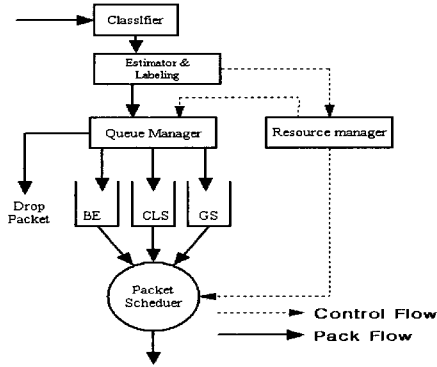 Classifier
Estimator &
Labeling
Queue Manager
Resource manager
Drop
Packet
BE
CLS
GS
Packet
Scheduer
Control Flow
Pack Flow